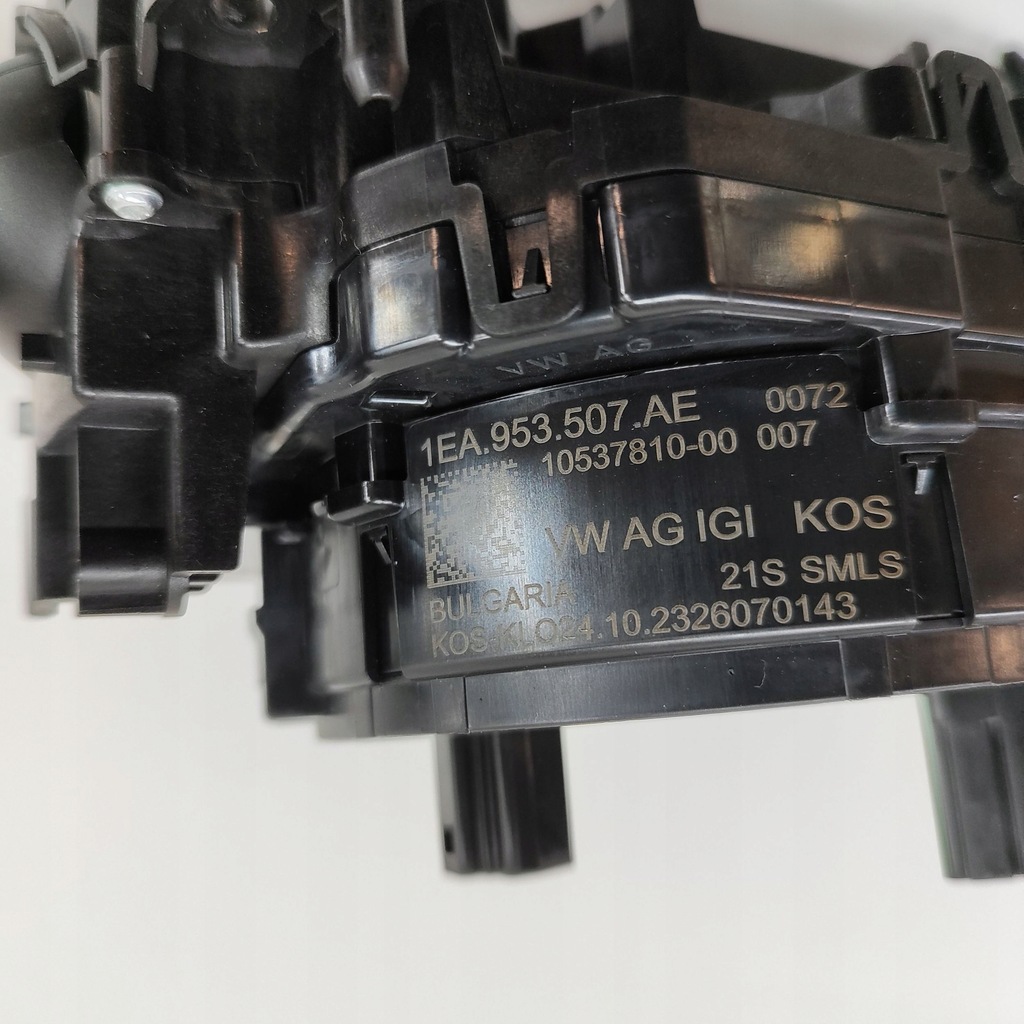 VW AG
1EA.953.507.AE 0072
10537810-00 007
VW AG IGI KOS
21S SMLS
BULGARIA
KOS-KLO24.10.2326070143